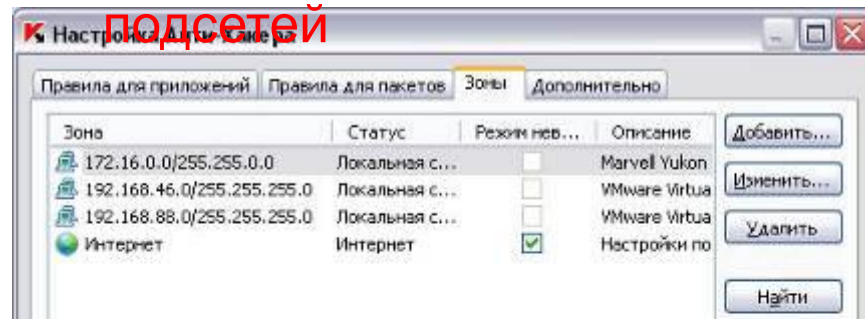 подсетей
Настройка Анти-Хакера
Правила для приложений Правила для пакетов Зоны Дополнительно
Зона Статус Режим нев... Описание Добавить...
172.16.0.0/255.255.0.0 Локальная с... Marvell Yukon
192.168.46.0/255.255.255.0 Локальная с... VMware Virtua Изменить...
192.168.88.0/255.255.255.0 Локальная с... VMware Virtua Удалить
Интернет Интернет Настройки по
Найти